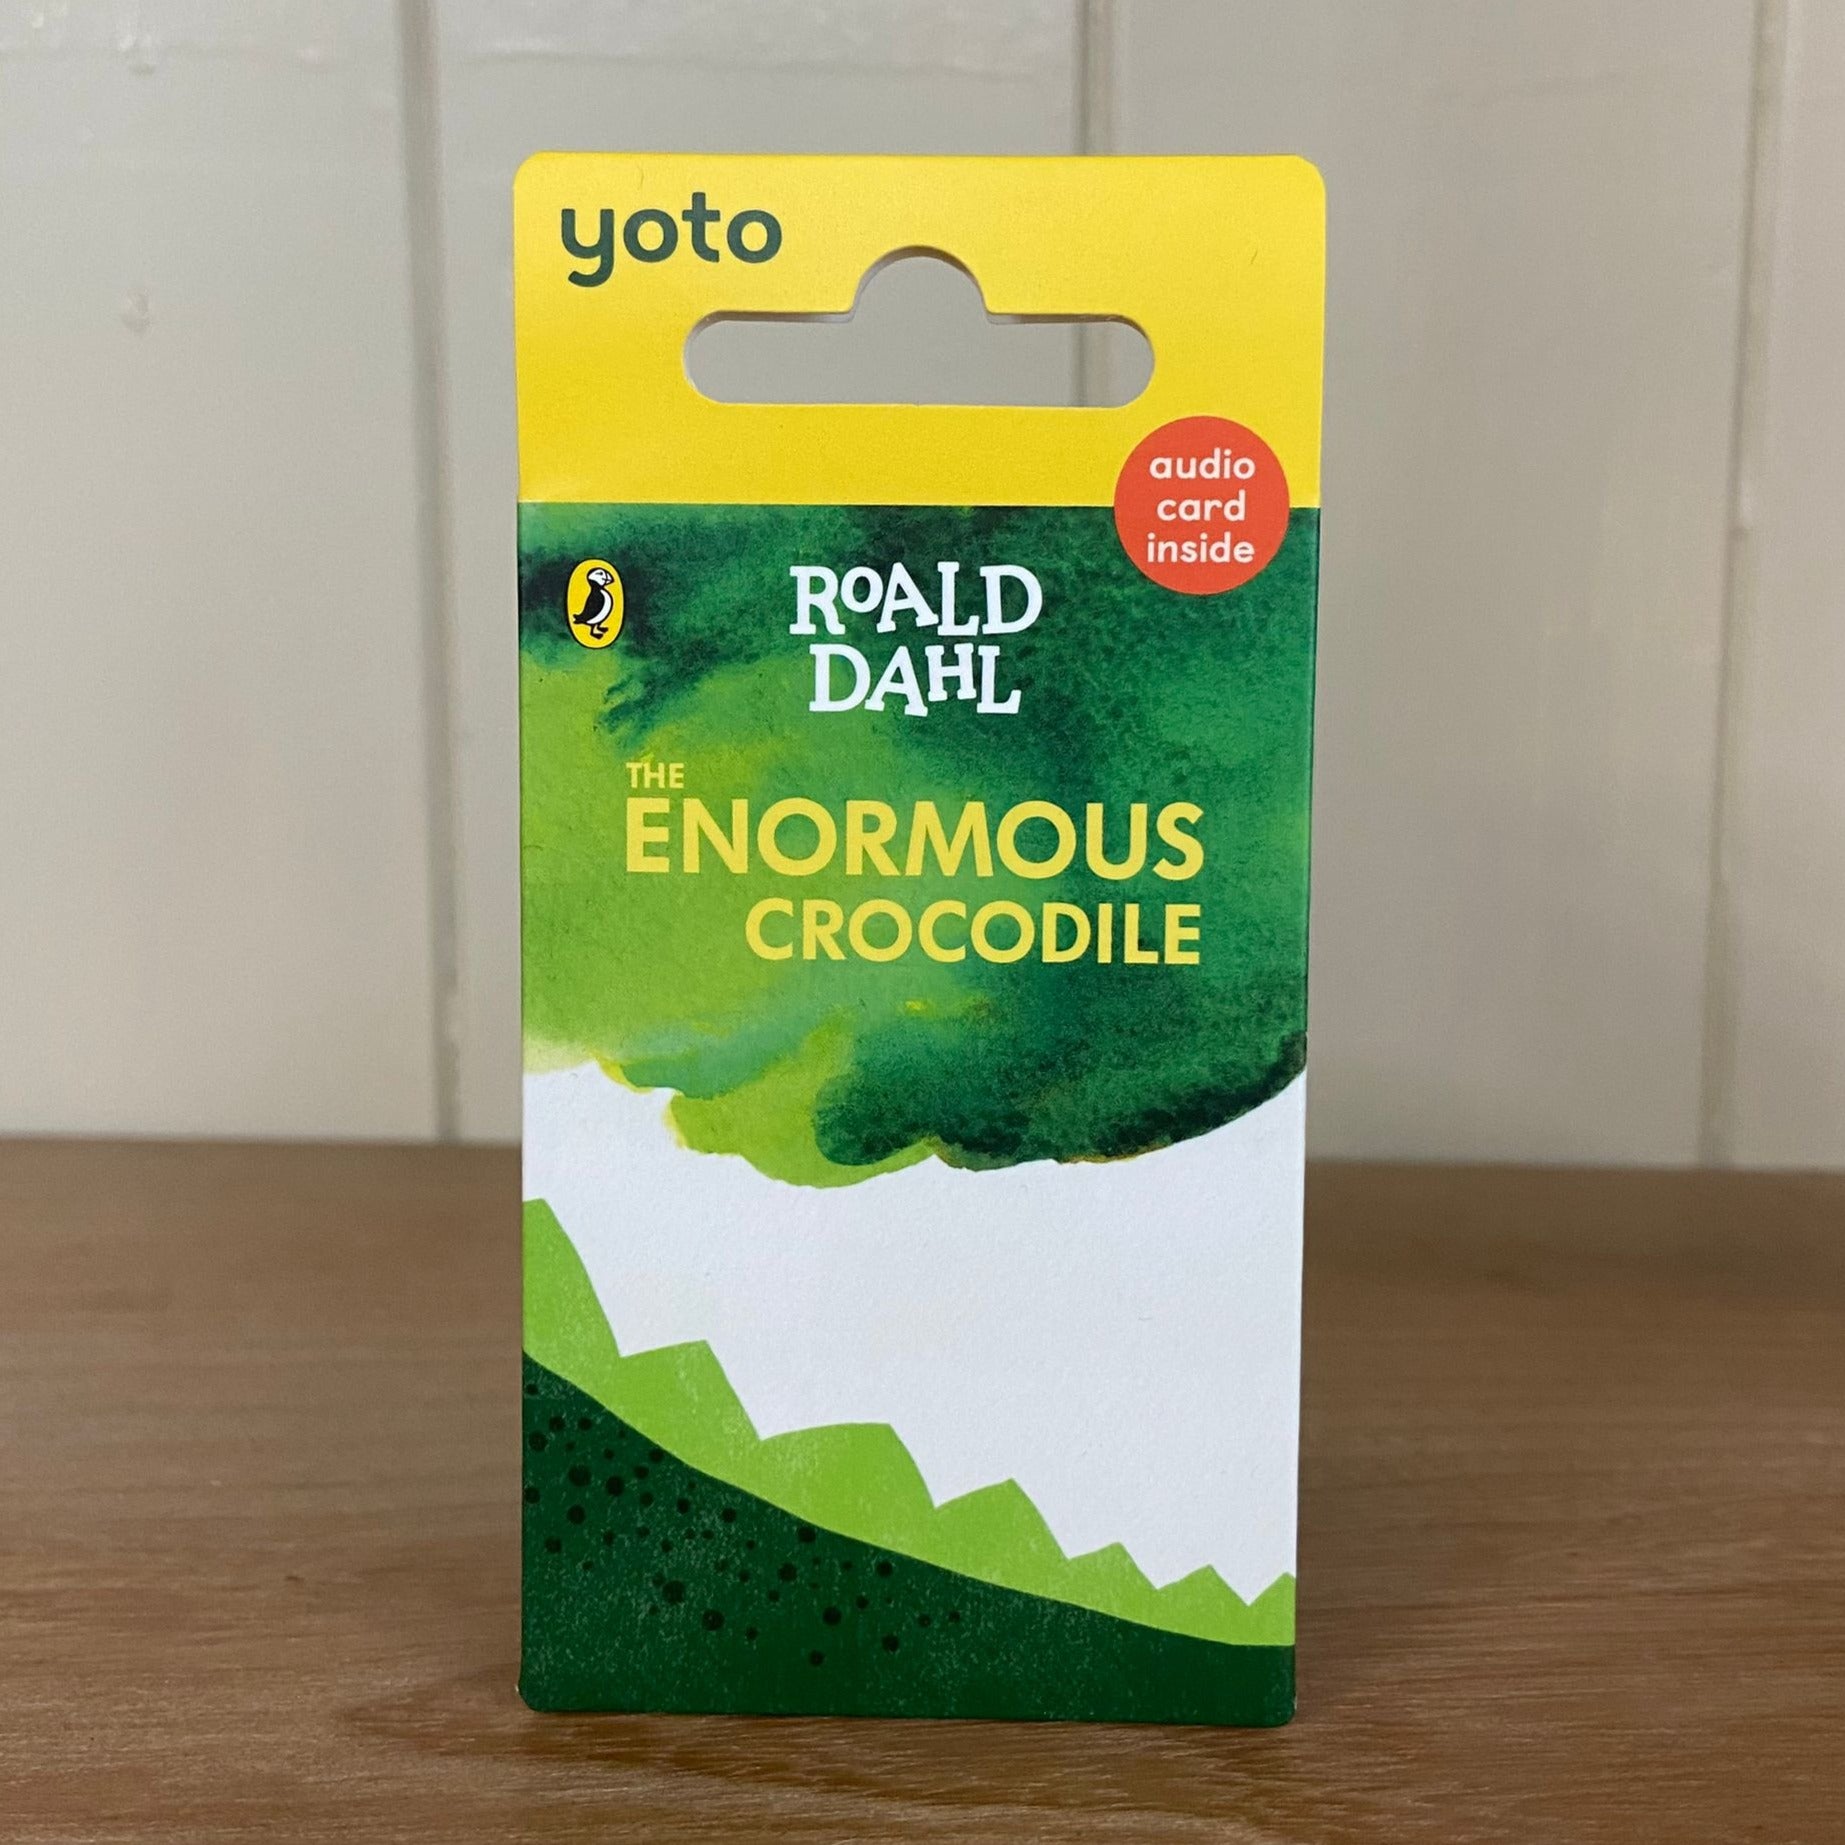 yoto
audio
card
inside
ROALD
DAHL
THE
ENORMOUS
CROCODILE